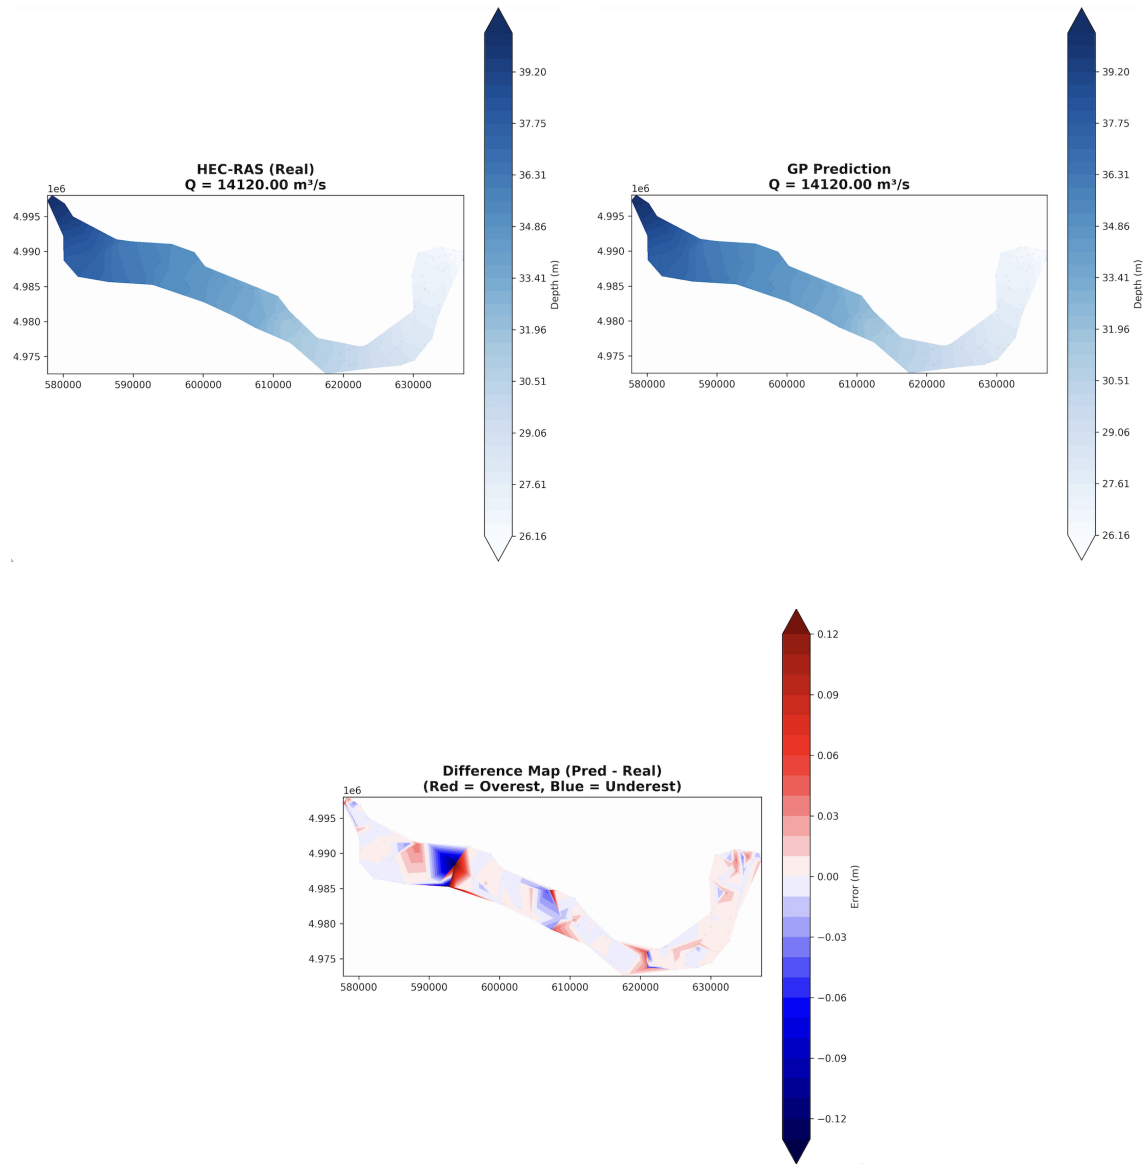 HEC-RAS (Real)
Q = 14120.00 m³/s
1e6
4.995
4.990
4.985
4.980
4.975
580000 590000 600000 610000 620000 630000
39.20
37.75
36.31
34.86
33.41
31.96
30.51
29.06
27.61
26.16
Depth (m)
GP Prediction
Q = 14120.00 m³/s
1e6
4.995
4.990
4.985
4.980
4.975
580000 590000 600000 610000 620000 630000
39.20
37.75
36.31
34.86
33.41
31.96
30.51
29.06
27.61
26.16
Depth (m)
Difference Map (Pred - Real)
(Red = Overest, Blue = Underest)
1e6
4.995
4.990
4.985
4.980
4.975
580000 590000 600000 610000 620000 630000
0.12
0.09
0.06
0.03
0.00
−0.03
−0.06
−0.09
−0.12
Error (m)